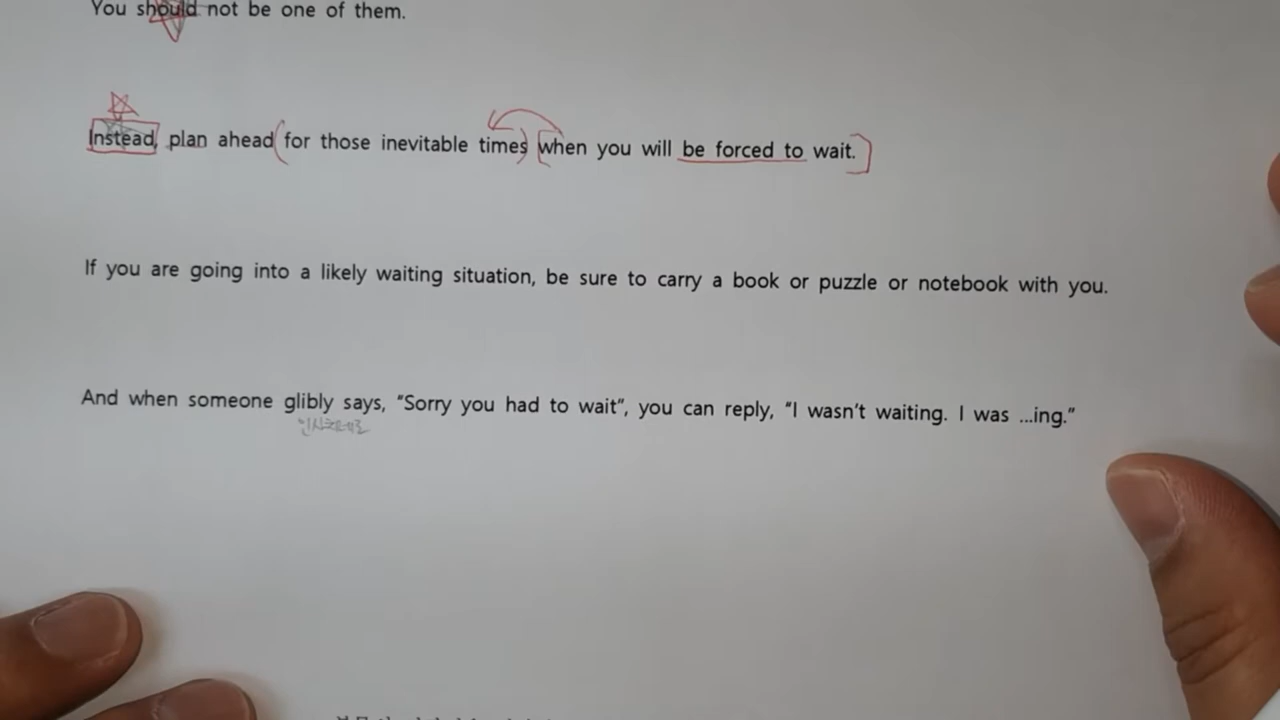 You should not be one of them.
Instead, plan ahead for those inevitable times when you will be forced to wait.
If you are going into a likely waiting situation, be sure to carry a book or puzzle or notebook with you.
And when someone glibly says, “Sorry you had to wait”, you can reply, “I wasn’t waiting. I was ...ing.”